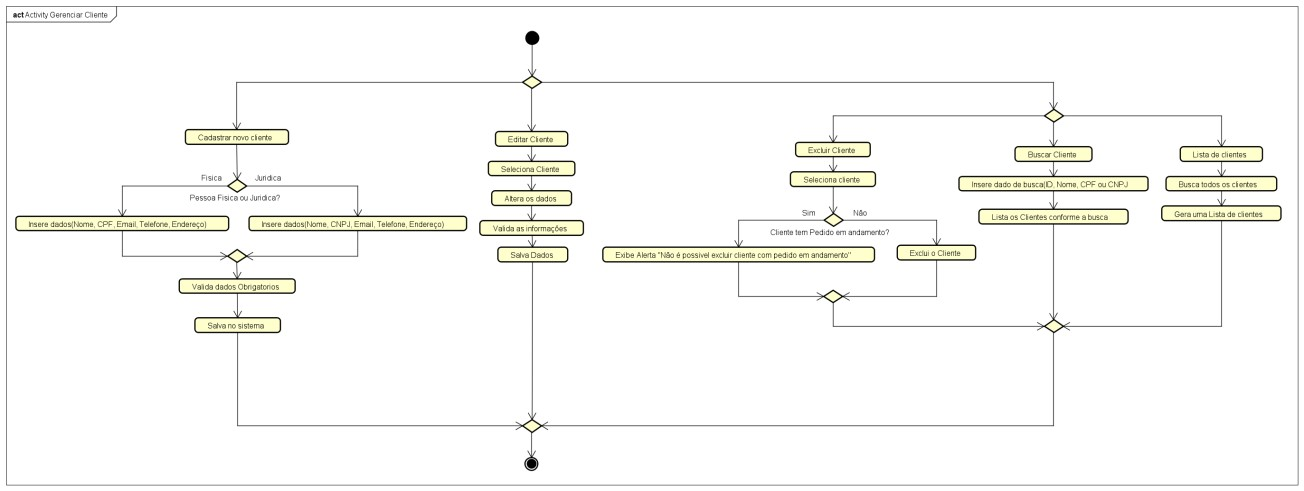 act Activity Gerenciar Cliente
Cadastrar novo cliente
Fisica
Juridica
Pessoa Fisica ou Juridica?
Insere dados(Nome, CPF, Email, Telefone, Endereço)
Insere dados(Nome, CNPJ, Email, Telefone, Endereço)
Valida dados Obrigatorios
Salva no sistema
Editar Cliente
Seleciona Cliente
Altera os dados
Valida as informações
Salva Dados
Excluir Cliente
Seleciona cliente
Sim
Não
Cliente tem Pedido em andamento?
Exibe Alerta "Não é possivel excluir cliente com pedido em andamento"
Exclui o Cliente
Buscar Cliente
Insere dado de busca(ID, Nome, CPF ou CNPJ
Lista os Clientes conforme a busca
Lista de clientes
Busca todos os clientes
Gera uma Lista de clientes